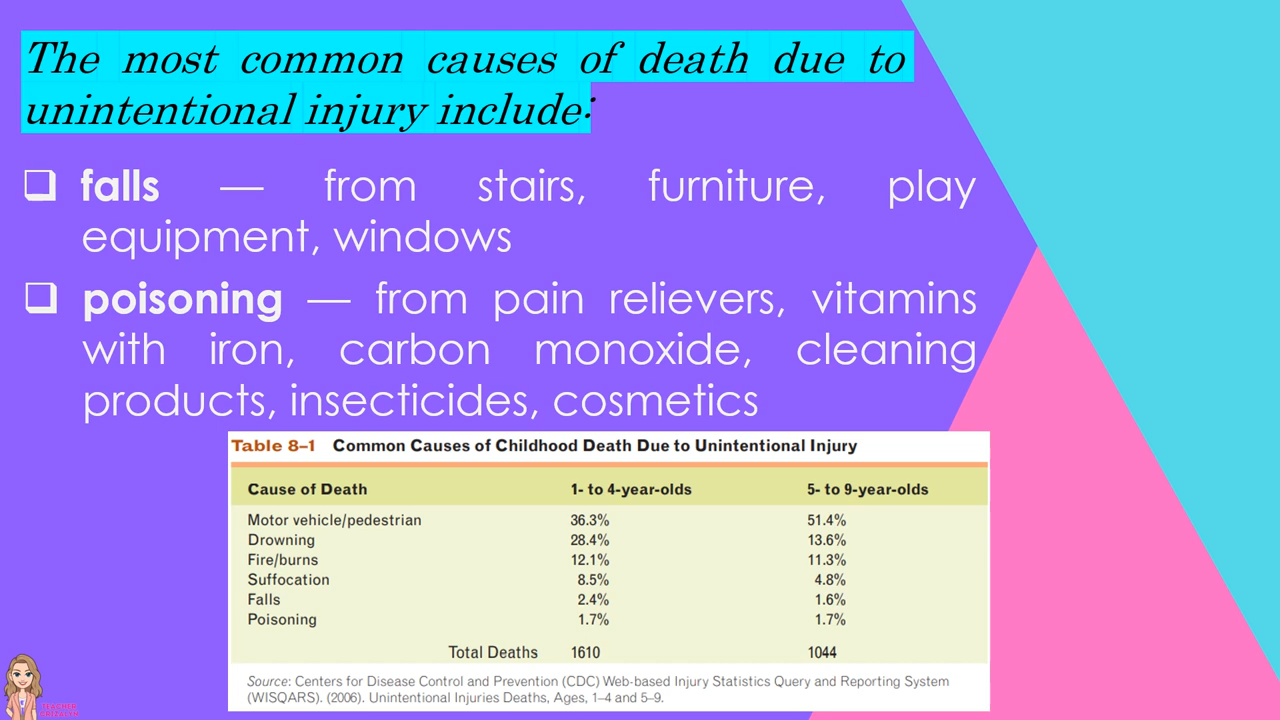 The most common causes of death due to
unintentional injury include:
❑ falls — from stairs, furniture, play
equipment, windows
❑ poisoning — from pain relievers, vitamins
with iron, carbon monoxide, cleaning
products, insecticides, cosmetics
Table 8–1 Common Causes of Childhood Death Due to Unintentional Injury
Cause of Death 1- to 4-year-olds 5- to 9-year-olds
Motor vehicle/pedestrian 36.3% 51.4%
Drowning 28.4% 13.6%
Fire/burns 12.1% 11.3%
Suffocation 8.5% 4.8%
Falls 2.4% 1.6%
Poisoning 1.7% 1.7%
Total Deaths 1610 1044
Source: Centers for Disease Control and Prevention (CDC) Web-based Injury Statistics Query and Reporting System
(WISQARS). (2006). Unintentional Injuries Deaths, Ages, 1–4 and 5–9.
TEACHER